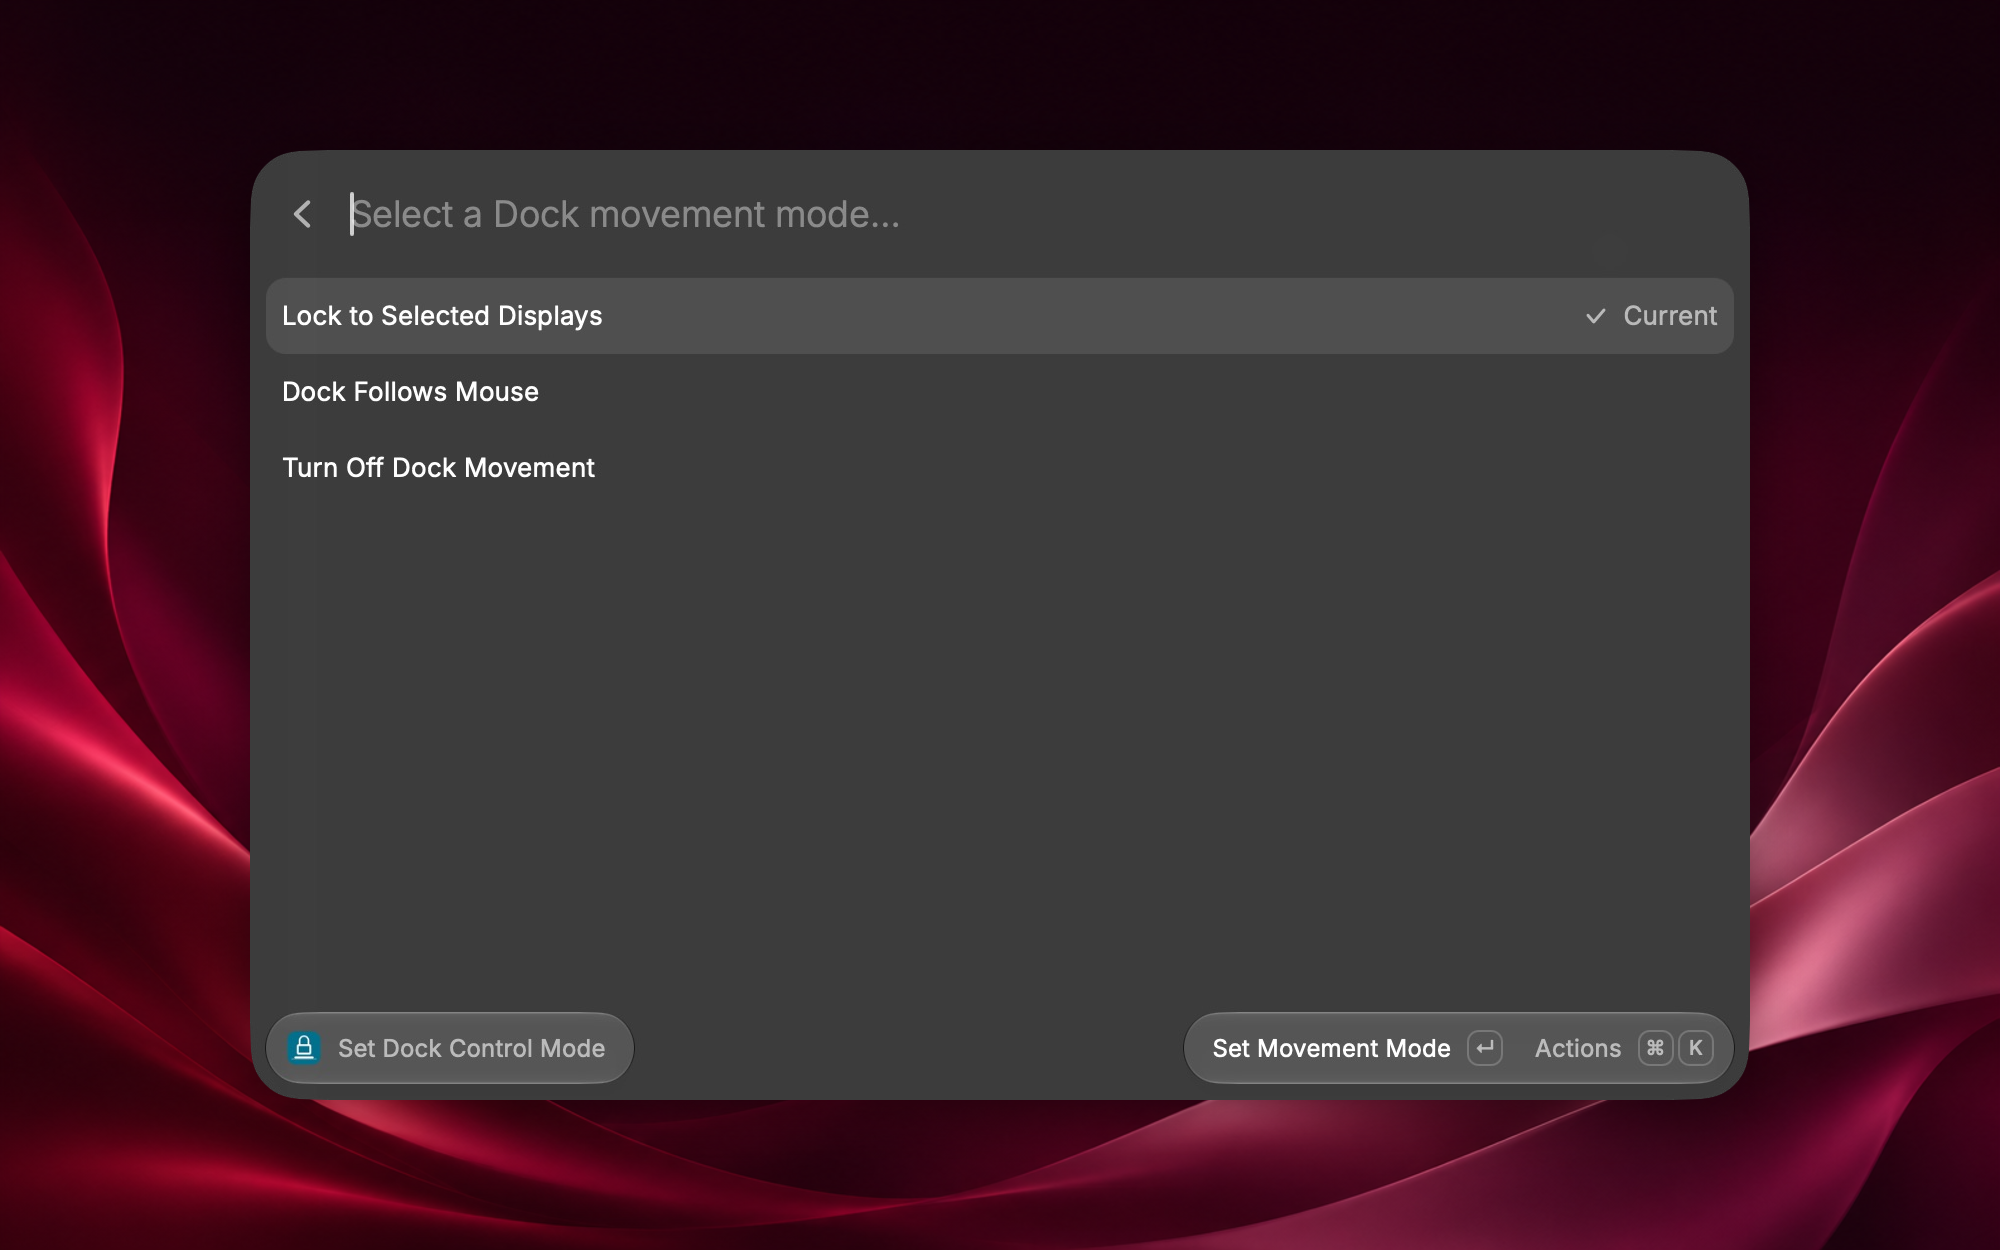 Select a Dock movement mode...
Lock to Selected Displays Current
Dock Follows Mouse
Turn Off Dock Movement
Set Dock Control Mode Set Movement Mode ↵ Actions ⌘ K